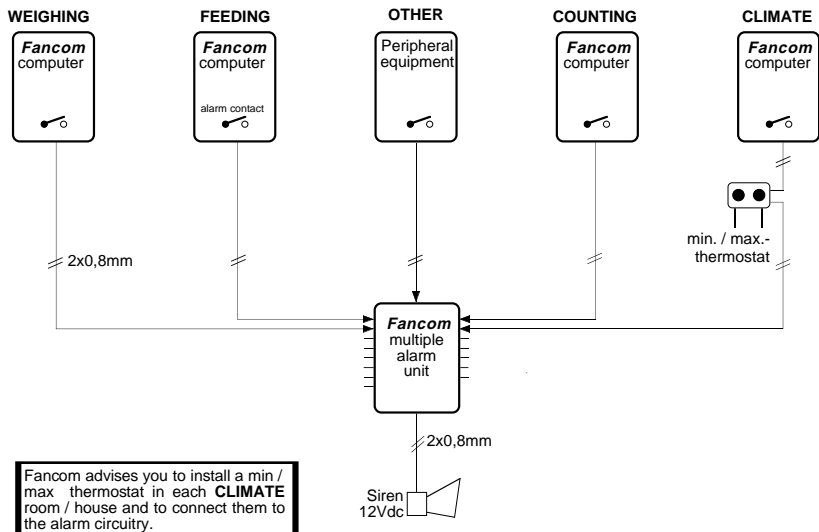 WEIGHING
FEEDING
OTHER
COUNTING
CLIMATE
Fancom
computer
Fancom
computer
alarm contact
Peripheral
equipment
Fancom
computer
Fancom
computer
min. / max.-
thermostat
2x0,8mm
Fancom
multiple
alarm
unit
2x0,8mm
Siren
12Vdc
Fancom advises you to install a min /
max thermostat in each CLIMATE
room / house and to connect them to
the alarm circuitry.